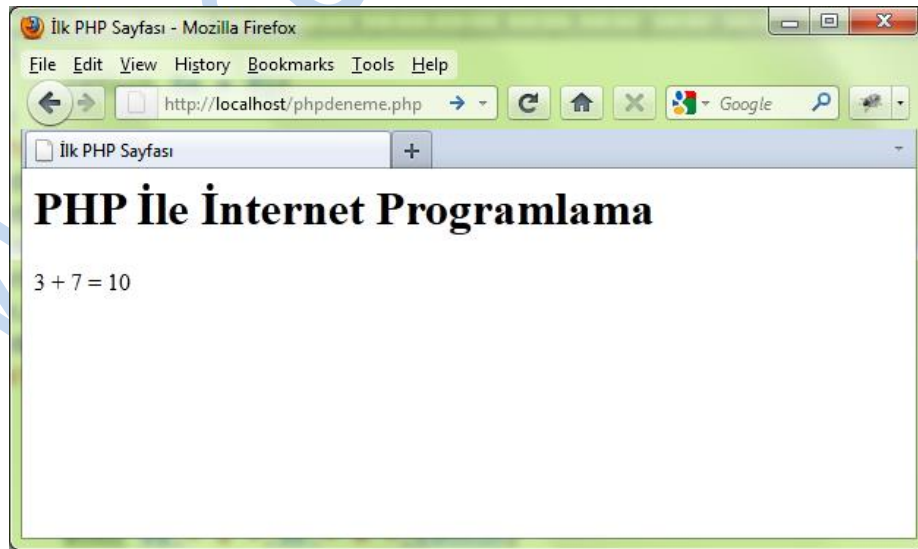 İlk PHP Sayfası - Mozilla Firefox
File Edit View History Bookmarks Tools Help
http://localhost/phpdeneme.php Google
İlk PHP Sayfası
PHP İle İnternet Programlama
3 + 7 = 10